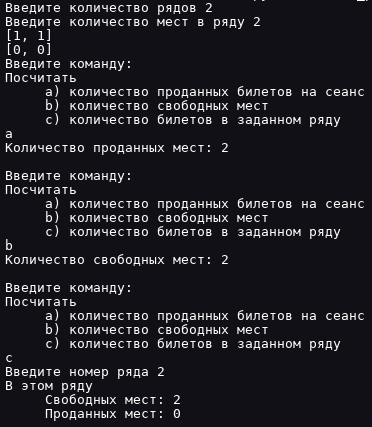 Введите количество рядов 2
Введите количество мест в ряду 2
[1, 1]
[0, 0]
Введите команду:
Посчитать
     a) количество проданных билетов на сеанс
     b) количество свободных мест
     c) количество билетов в заданном ряду
a
Количество проданных мест: 2

Введите команду:
Посчитать
     a) количество проданных билетов на сеанс
     b) количество свободных мест
     c) количество билетов в заданном ряду
b
Количество свободных мест: 2

Введите команду:
Посчитать
     a) количество проданных билетов на сеанс
     b) количество свободных мест
     c) количество билетов в заданном ряду
c
Введите номер ряда 2
В этом ряду
     Свободных мест: 2
     Проданных мест: 0